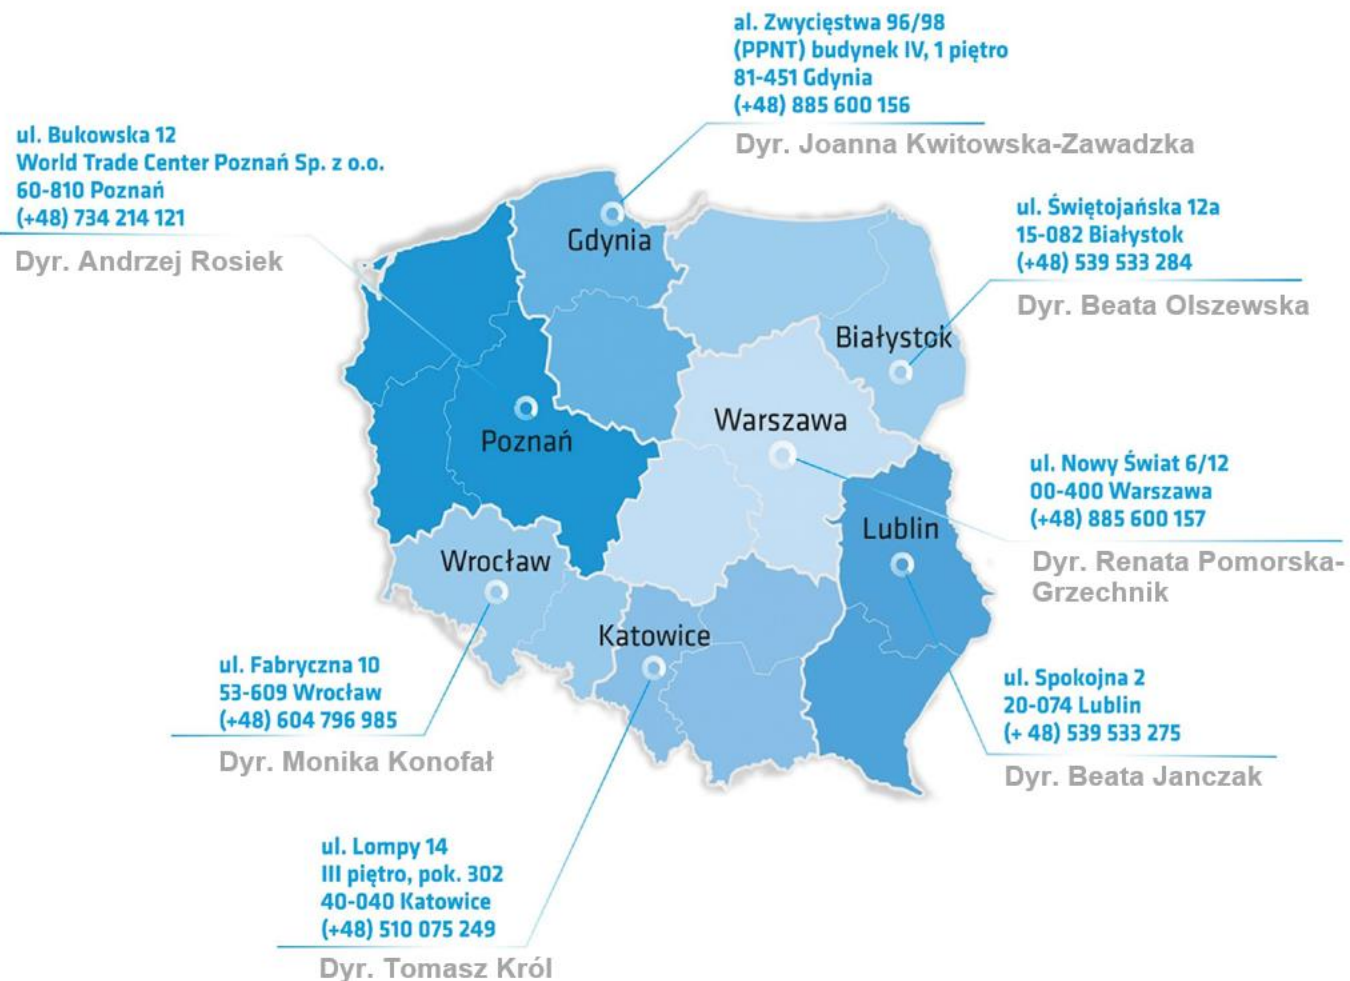 al. Zwycięstwa 96/98
(PPNT) budynek IV, 1 piętro
81-451 Gdynia
(+48) 885 600 156
Dyr. Joanna Kwitowska-Zawadzka
ul. Bukowska 12
World Trade Center Poznań Sp. z o.o.
60-810 Poznań
(+48) 734 214 121
Dyr. Andrzej Rosiek
ul. Świętojańska 12a
15-082 Białystok
(+48) 539 533 284
Dyr. Beata Olszewska
Gdynia
Białystok
Warszawa
Poznań
Lublin
Wrocław
Katowice
ul. Nowy Świat 6/12
00-400 Warszawa
(+48) 885 600 157
Dyr. Renata Pomorska-
Grzechnik
ul. Fabryczna 10
53-609 Wrocław
(+48) 604 796 985
Dyr. Monika Konofał
ul. Spokojna 2
20-074 Lublin
(+ 48) 539 533 275
Dyr. Beata Janczak
ul. Lompy 14
III piętro, pok. 302
40-040 Katowice
(+48) 510 075 249
Dyr. Tomasz Król